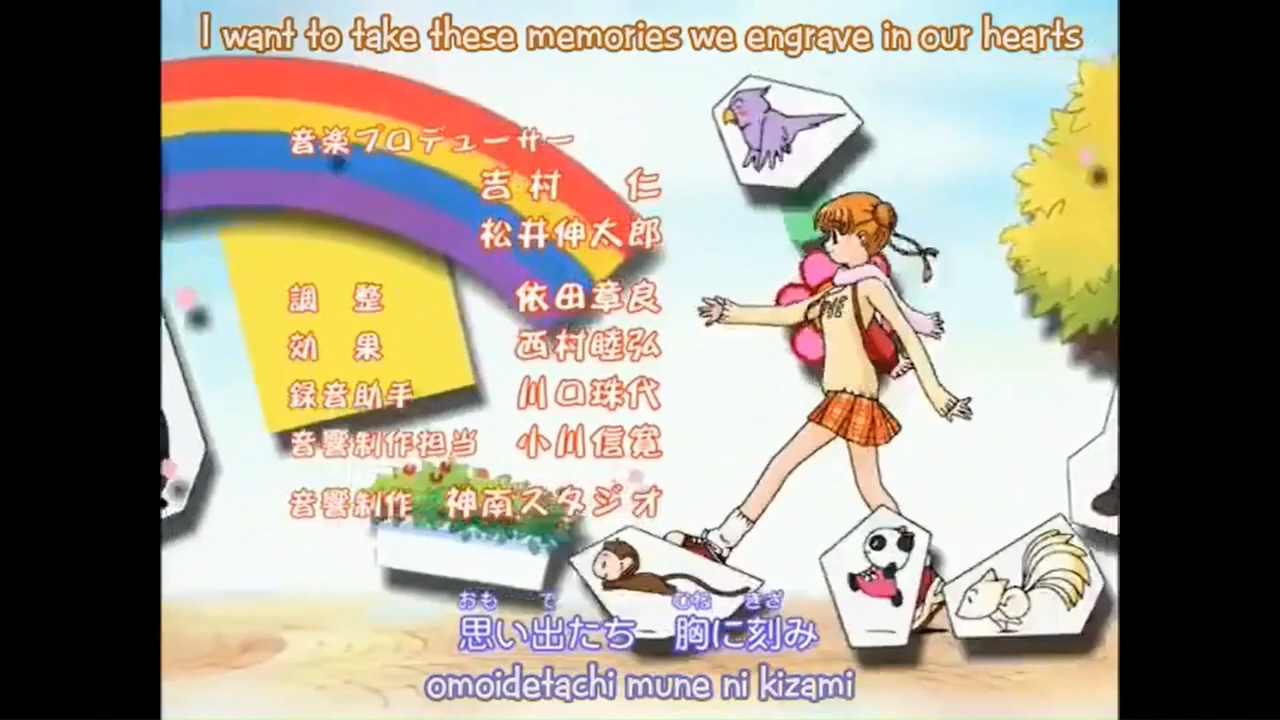 I want to take these memories we engrave in our hearts
音楽プロデューサー
吉村　仁
松井伸太郎
調　整　依田章良
効　果　西村睦弘
録音助手　川口珠代
音響制作担当　小川信寛
音響制作　神南スタジオ
おも　で　むね　きざ
思い出たち　胸に刻み
omoidetachi mune ni kizami